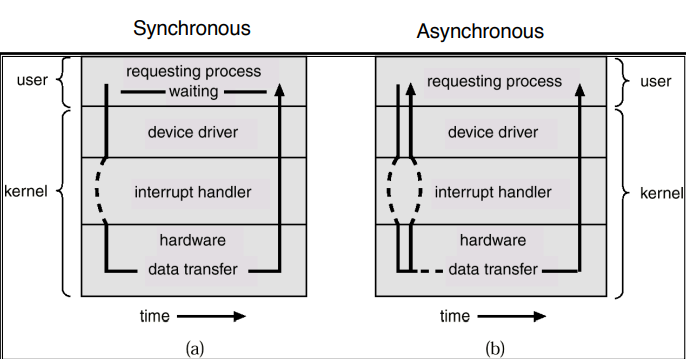 Synchronous
Asynchronous
user
requesting process
waiting
device driver
kernel
interrupt handler
hardware
data transfer
time
(a)
requesting process
user
device driver
interrupt handler
kernel
hardware
data transfer
time
(b)